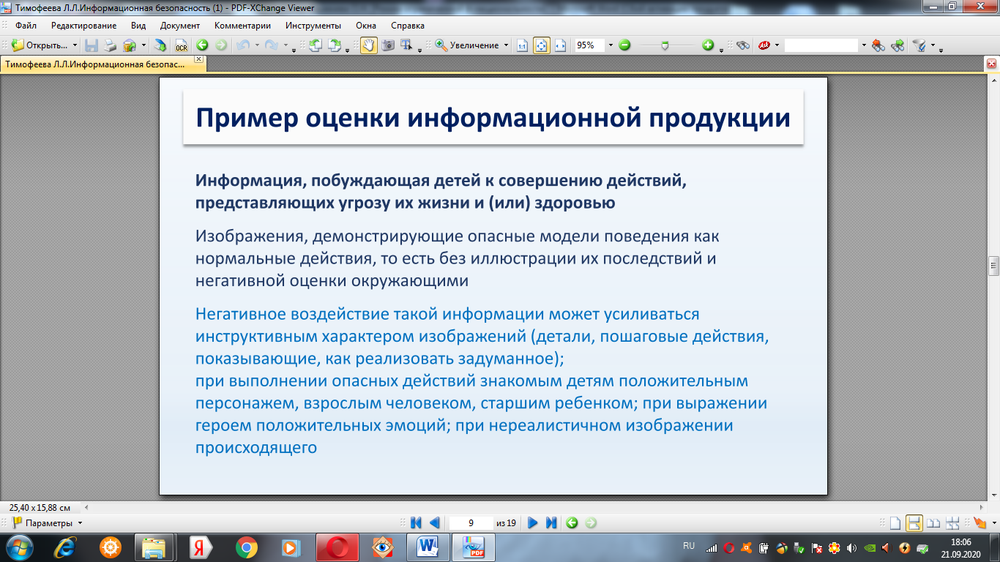 Тимофеева Л.Л.Информационная безопасность (1) - PDF-XChange Viewer
Файл Редактирование Вид Документ Комментарии Инструменты Окна Справка
Открыть... OCR Увеличение 95% Ask
Тимофеева Л.Л.Информационная безопас...
Пример оценки информационной продукции
Информация, побуждающая детей к совершению действий,
представляющих угрозу их жизни и (или) здоровью
Изображения, демонстрирующие опасные модели поведения как
нормальные действия, то есть без иллюстрации их последствий и
негативной оценки окружающими
Негативное воздействие такой информации может усиливаться
инструктивным характером изображений (детали, пошаговые действия,
показывающие, как реализовать задуманное);
при выполнении опасных действий знакомым детям положительным
персонажем, взрослым человеком, старшим ребенком; при выражении
героем положительных эмоций; при нереалистичном изображении
происходящего
25,40 x 15,88 см
Параметры 9 из 19
RU 18:06
21.09.2020